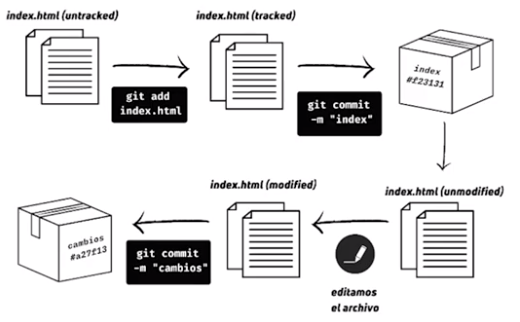 index.html (untracked)
git add
index.html
index.html (tracked)
git commit
-m "index"
index
#f23131
index.html (unmodified)
editamos
el archivo
index.html (modified)
git commit
-m "cambios"
cambios
#a27f13